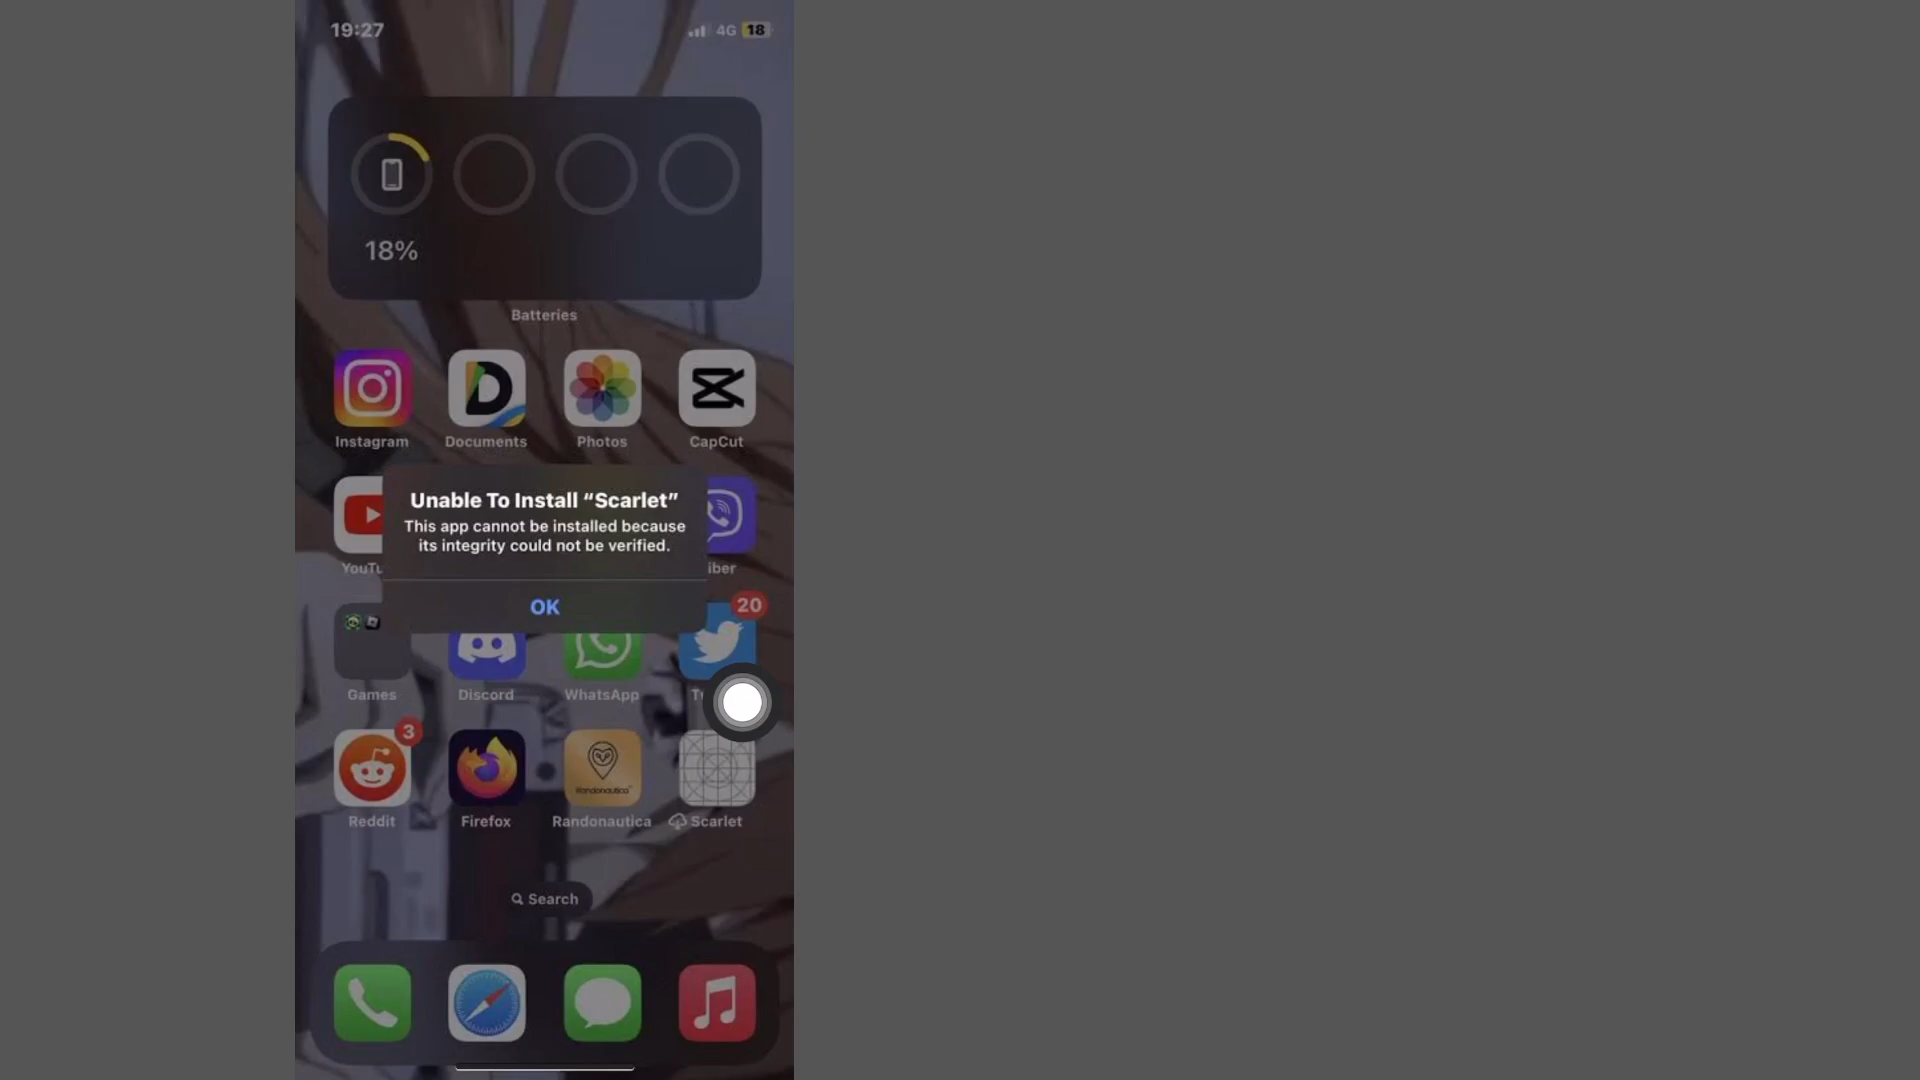 19:27
4G 18
18%
Batteries
Instagram Documents Photos CapCut
Unable To Install “Scarlet”
This app cannot be installed because
its integrity could not be verified.
YouTu iber
OK
20
Games Discord WhatsApp T
3
Randonautica
Reddit Firefox Randonautica Scarlet
Search